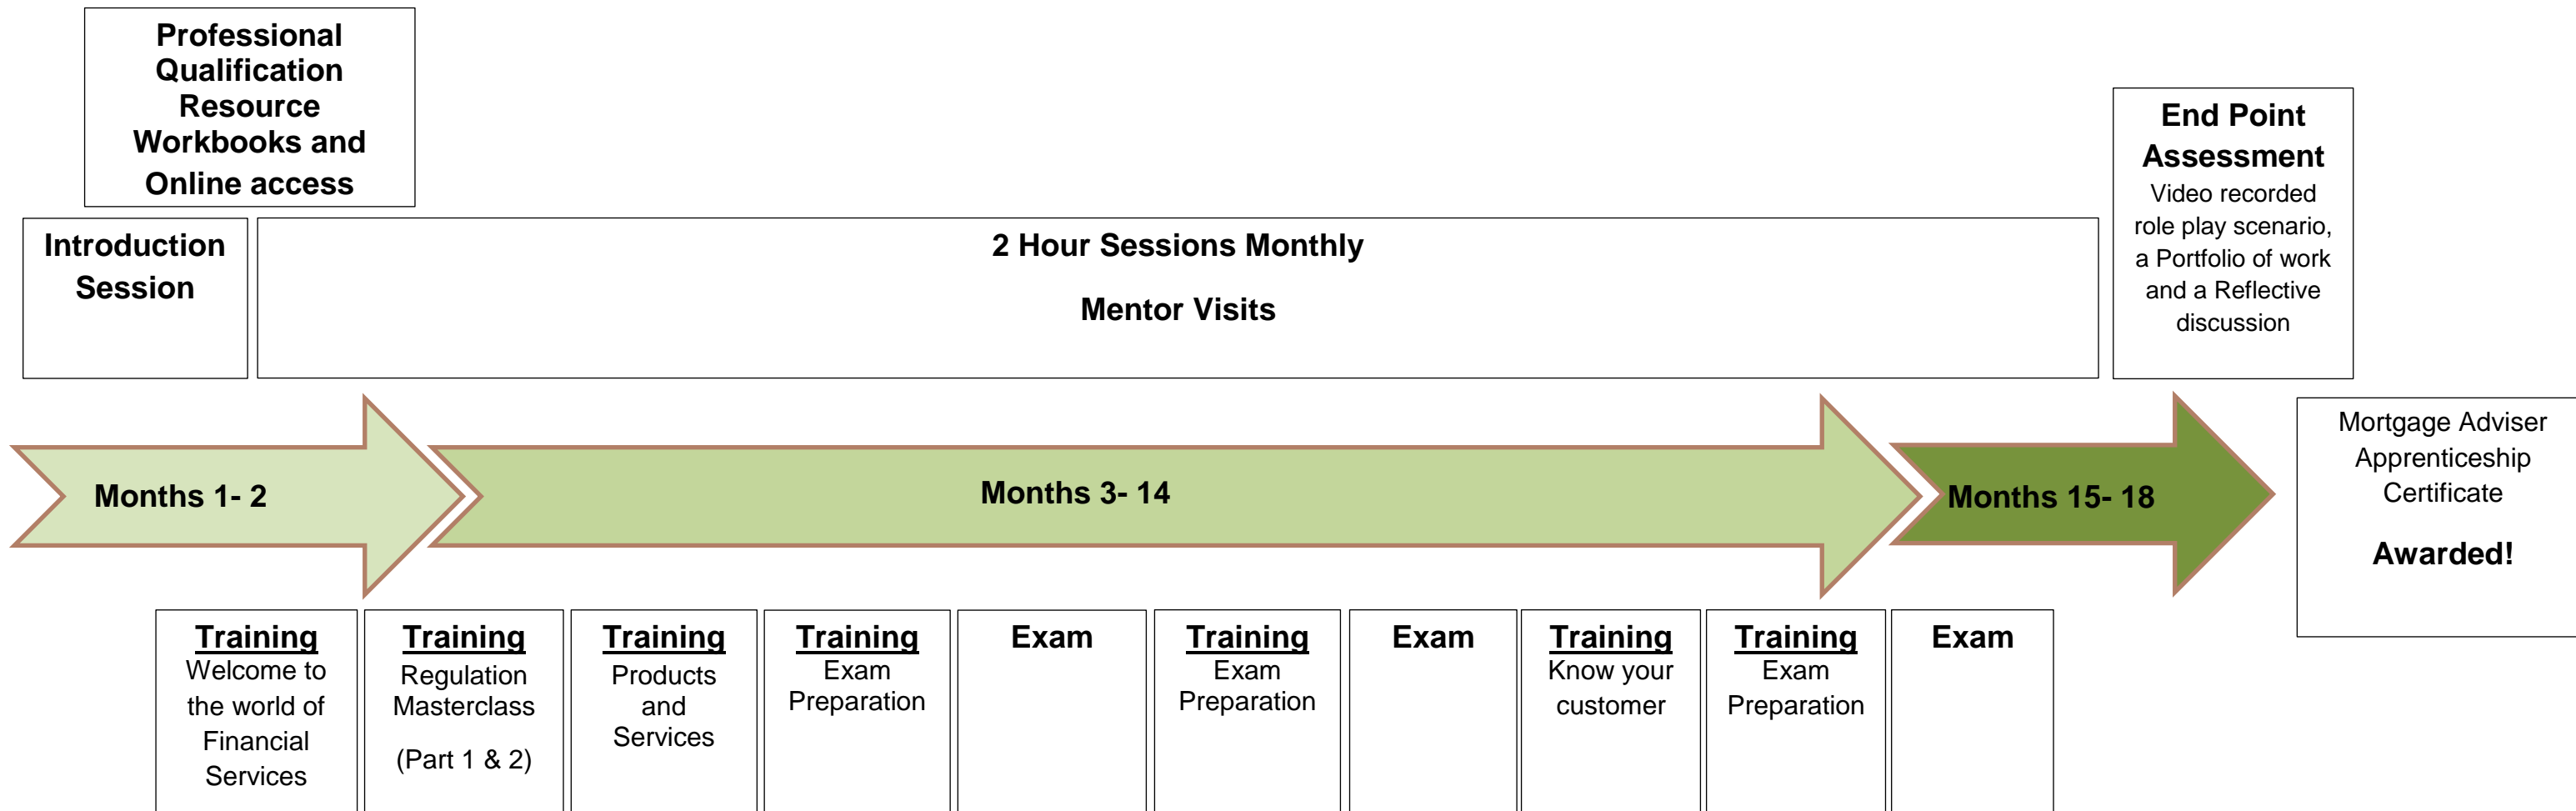 Professional
Qualification
Resource
Workbooks and
Online access
Introduction
Session
2 Hour Sessions Monthly
Mentor Visits
End Point
Assessment
Video recorded
role play scenario,
a Portfolio of work
and a Reflective
discussion
Months 1- 2
Months 3- 14
Months 15- 18
Mortgage Adviser
Apprenticeship
Certificate
Awarded!
Training
Welcome to
the world of
Financial
Services
Training
Regulation
Masterclass
(Part 1 & 2)
Training
Products
and
Services
Training
Exam
Preparation
Exam
Training
Exam
Preparation
Exam
Training
Know your
customer
Training
Exam
Preparation
Exam